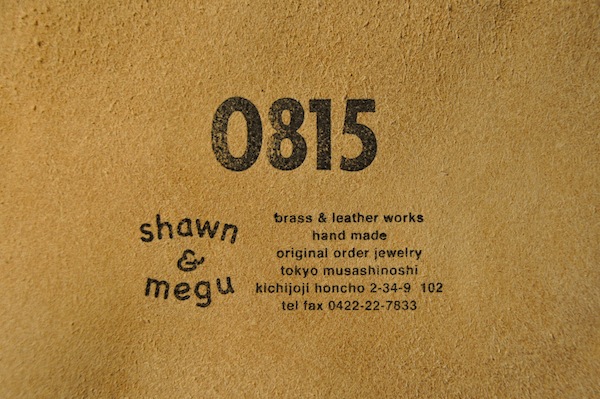 0815
shawn
&
megu
brass & leather works
hand made
original order jewelry
tokyo musashinoshi
kichijoji honcho 2-34-9 102
tel fax 0422-22-7833